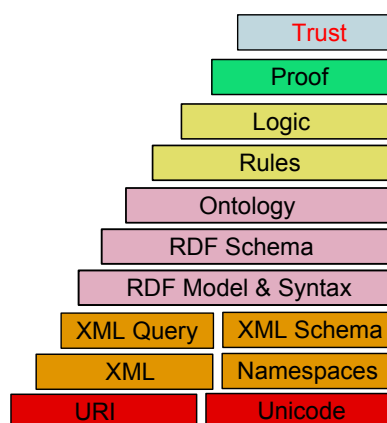 Trust
Proof
Logic
Rules
Ontology
RDF Schema
RDF Model & Syntax
XML Query XML Schema
XML Namespaces
URI Unicode